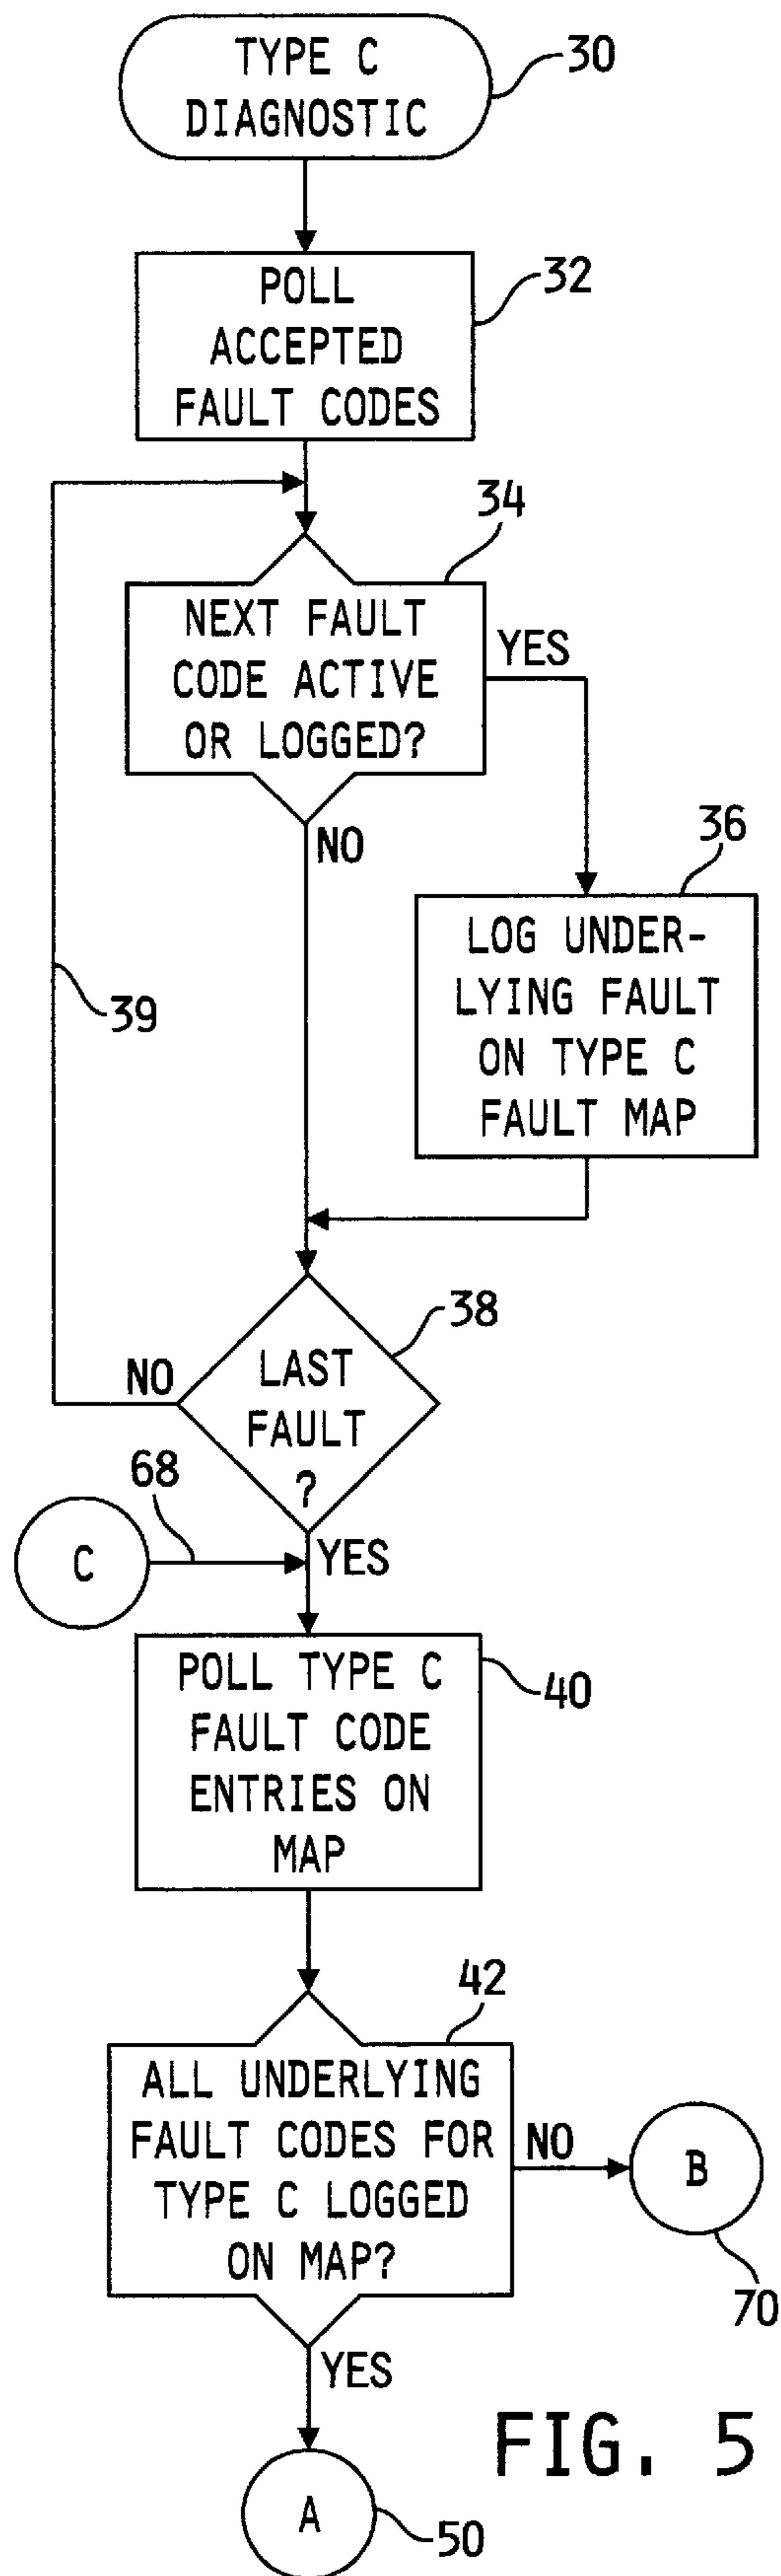 TYPE C
DIAGNOSTIC
30
POLL
ACCEPTED
FAULT CODES
32
34
NEXT FAULT
CODE ACTIVE
OR LOGGED?
YES
NO
36
LOG UNDER-
LYING FAULT
ON TYPE C
FAULT MAP
39
38
LAST
FAULT
?
NO
68
C
YES
POLL TYPE C
FAULT CODE
ENTRIES ON
MAP
40
42
ALL UNDERLYING
FAULT CODES FOR
TYPE C LOGGED
ON MAP?
NO
B
70
YES
FIG. 5
A
50